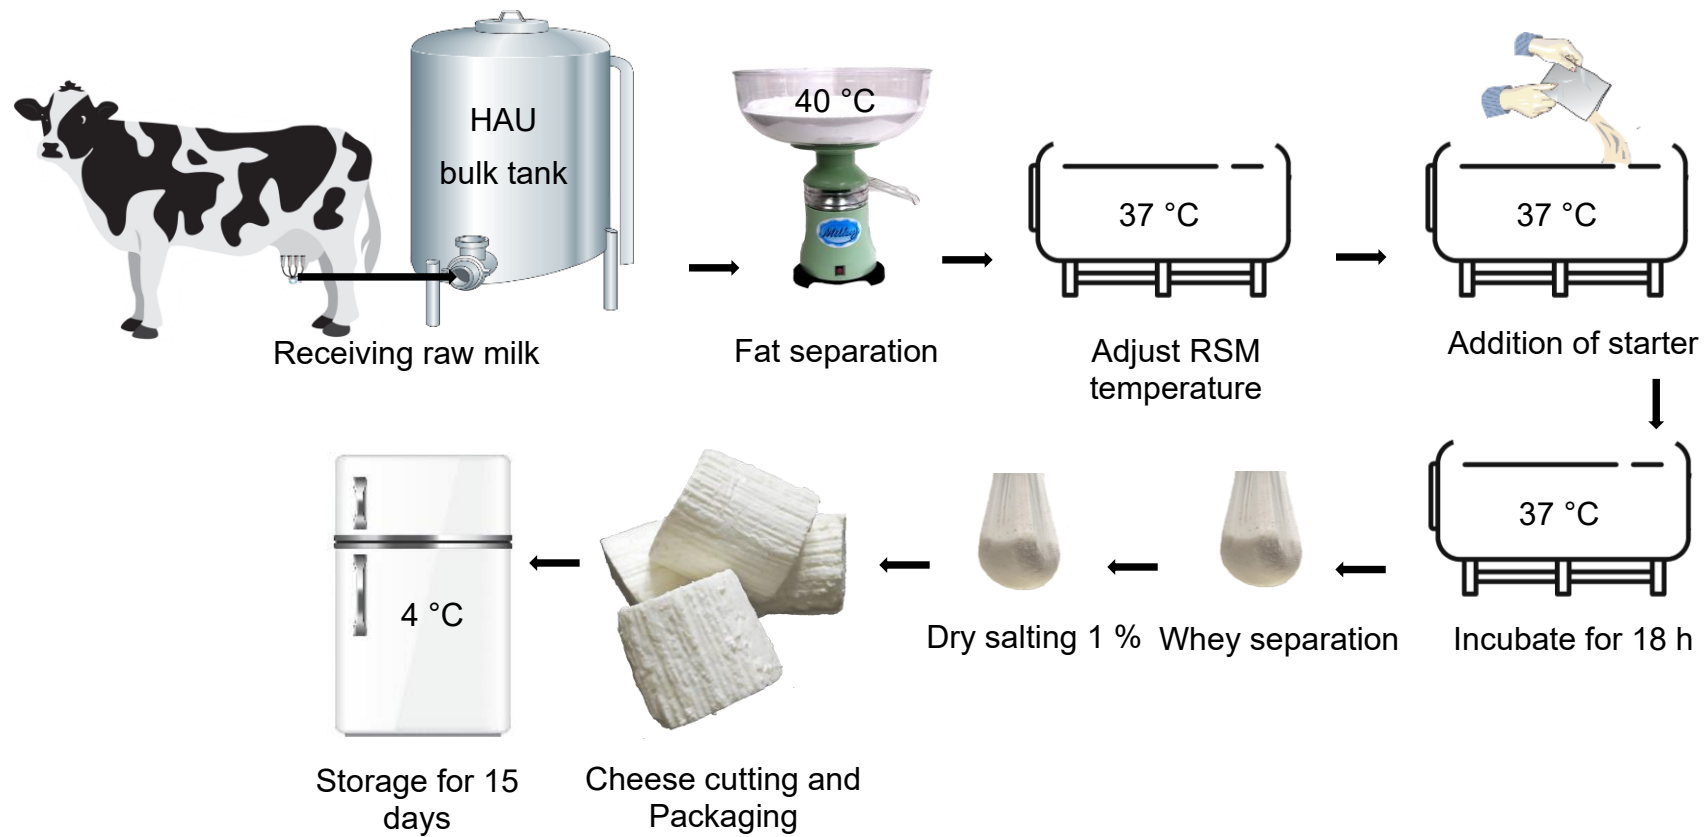 HAU
bulk tank
Receiving raw milk
40 °C
Milky
Fat separation
37 °C
Adjust RSM
temperature
37 °C
Addition of starter
37 °C
Incubate for 18 h
Whey separation
Dry salting 1 %
Cheese cutting and
Packaging
4 °C
Storage for 15
days